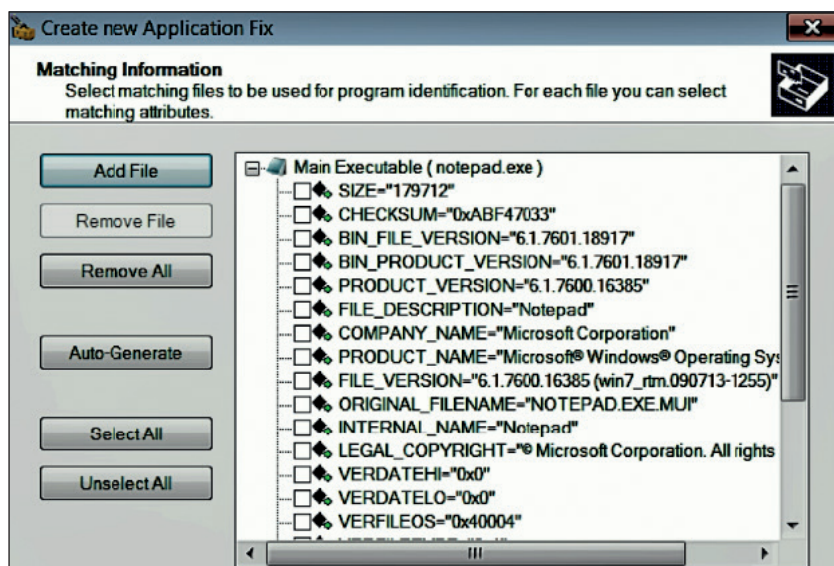 Create new Application Fix
Matching Information
Select matching files to be used for program identification. For each file you can select
matching attributes.
Add File
Remove File
Remove All
Auto-Generate
Select All
Unselect All
Main Executable ( notepad.exe )
SIZE="179712"
CHECKSUM="0xABF47033"
BIN_FILE_VERSION="6.1.7601.18917"
BIN_PRODUCT_VERSION="6.1.7601.18917"
PRODUCT_VERSION="6.1.7600.16385"
FILE_DESCRIPTION="Notepad"
COMPANY_NAME="Microsoft Corporation"
PRODUCT_NAME="Microsoft® Windows® Operating Sys
FILE_VERSION="6.1.7600.16385 (win7_rtm.090713-1255)"
ORIGINAL_FILENAME="NOTEPAD.EXE.MUI"
INTERNAL_NAME="Notepad"
LEGAL_COPYRIGHT="© Microsoft Corporation. All rights
VERDATEHI="0x0"
VERDATELO="0x0"
VERFILEOS="0x40004"